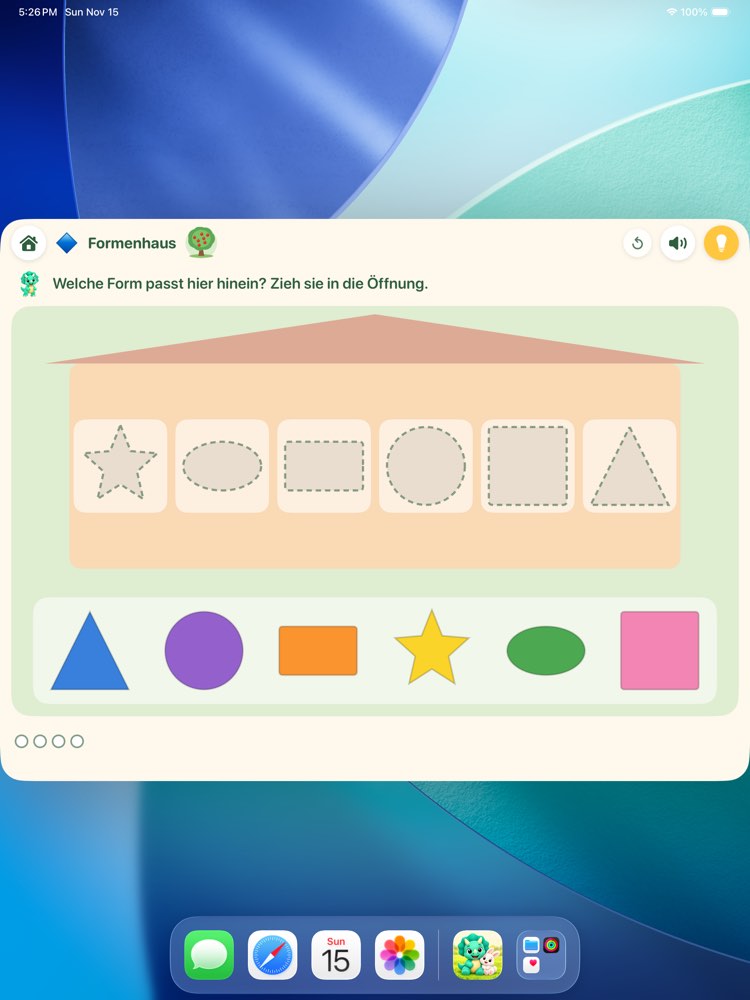 5:26 PM Sun Nov 15
100%
Formenhaus
Welche Form passt hier hinein? Zieh sie in die Öffnung.
Sun
15